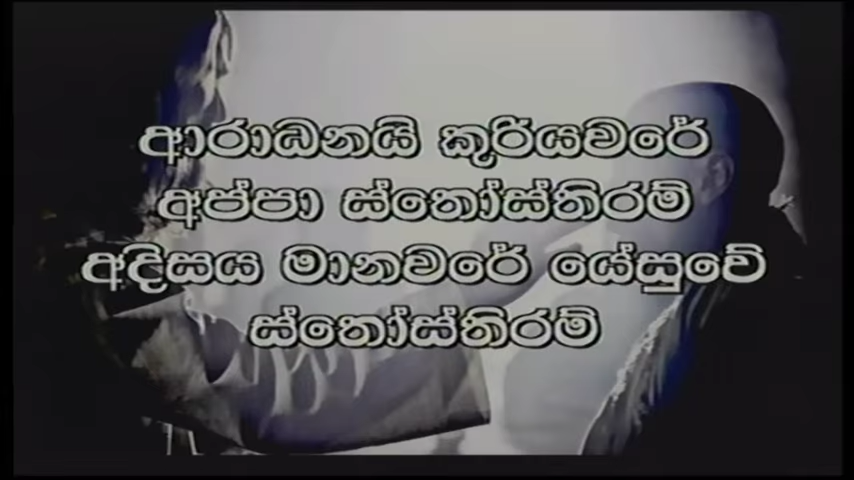 ආරාධනයි කුරියවරේ
අප්පා ස්තෝස්තිරම්
අදිසය මානවරේ යේසුවේ
ස්තෝස්තිරම්